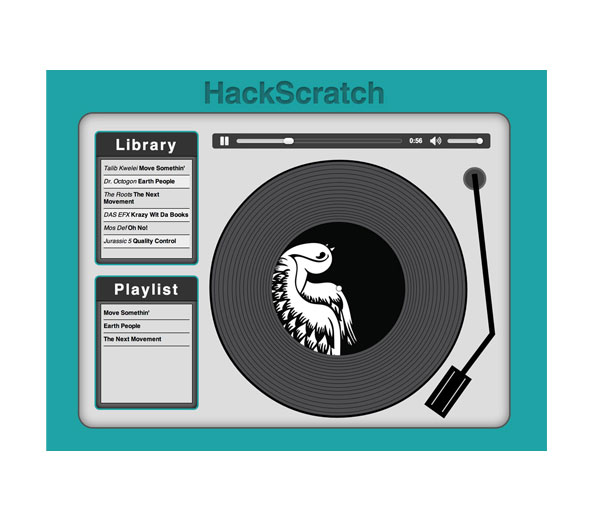 HackScratch
Library
0:56
Talib Kwelei Move Somethin'
Dr. Octogon Earth People
The Roots The Next
Movement
DAS EFX Krazy Wit Da Books
Mos Def Oh No!
Jurassic 5 Quality Control
Playlist
Move Somethin'
Earth People
The Next Movement